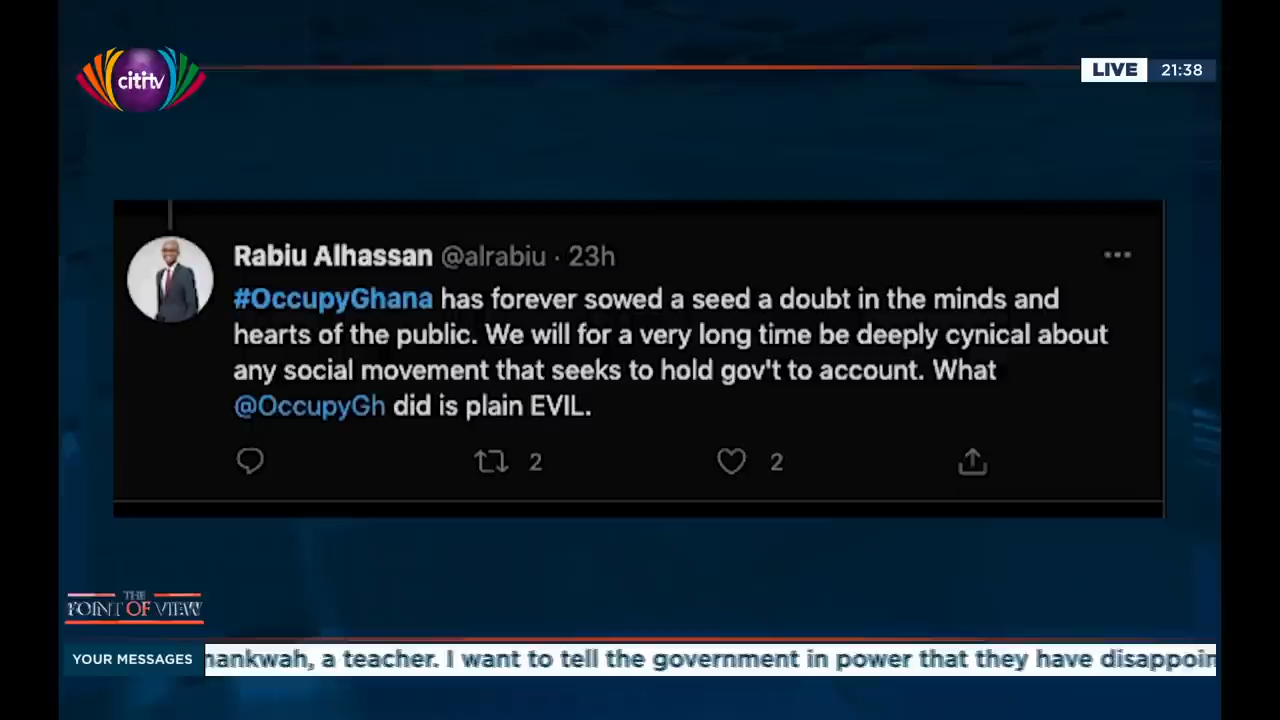 citi tv
LIVE 21:38
Rabiu Alhassan @alrabiu · 23h
#OccupyGhana has forever sowed a seed a doubt in the minds and
hearts of the public. We will for a very long time be deeply cynical about
any social movement that seeks to hold gov't to account. What
@OccupyGh did is plain EVIL.
2 2
THE
POINT OF VIEW
YOUR MESSAGES hankwah, a teacher. I want to tell the government in power that they have disappoin